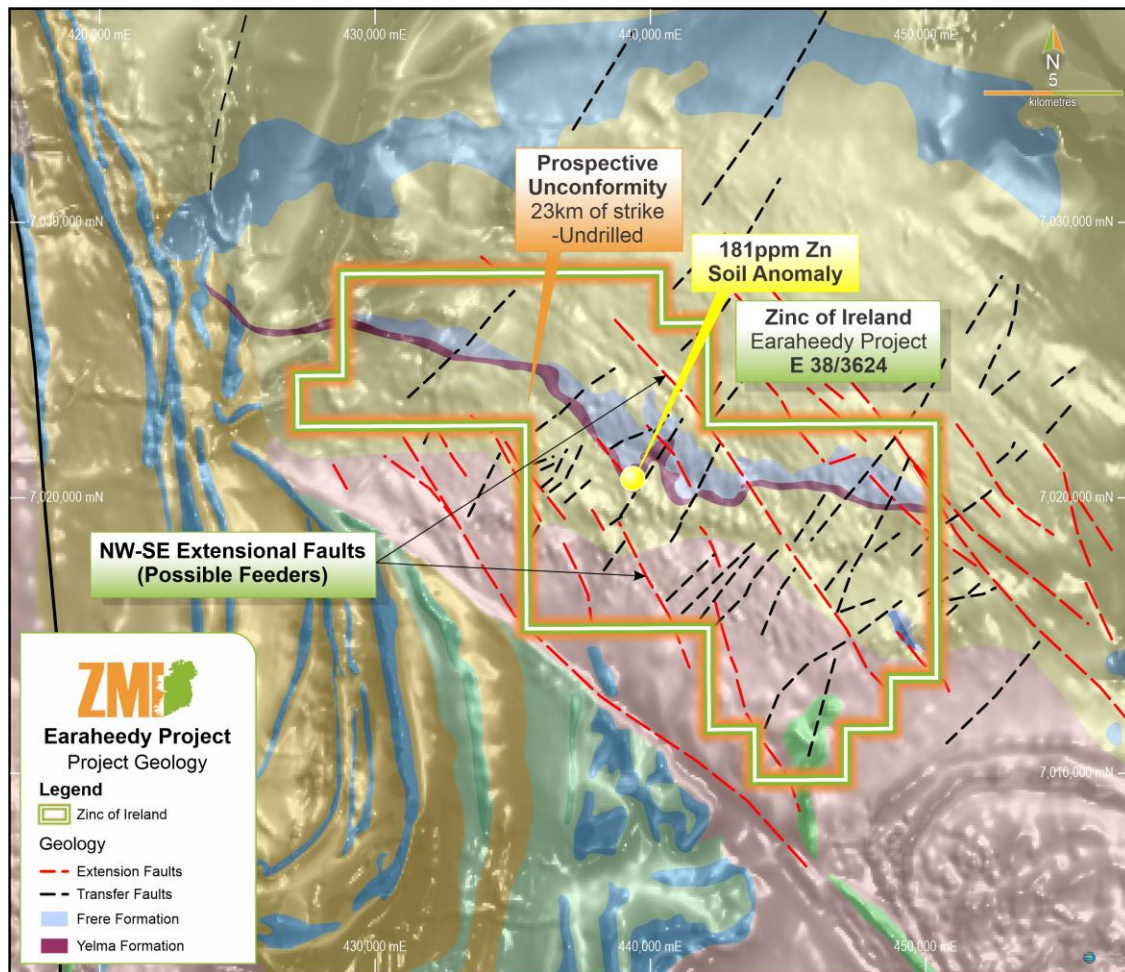 420,000 mE
430,000 mE
440,000 mE
450,000 mE
N
5
kilometres
Prospective
Unconformity
23km of strike
-Undrilled
7,030,000 mN
7,030,000 mN
181ppm Zn
Soil Anomaly
Zinc of Ireland
Earaheedy Project
E 38/3624
7,020,000 mN
7,020,000 mN
NW-SE Extensional Faults
(Possible Feeders)
ZMI
Earaheedy Project
Project Geology
Legend
Zinc of Ireland
Geology
Extension Faults
Transfer Faults
Frere Formation
Yelma Formation
7,010,000 mN
430,000 mE
440,000 mE
450,000 mE